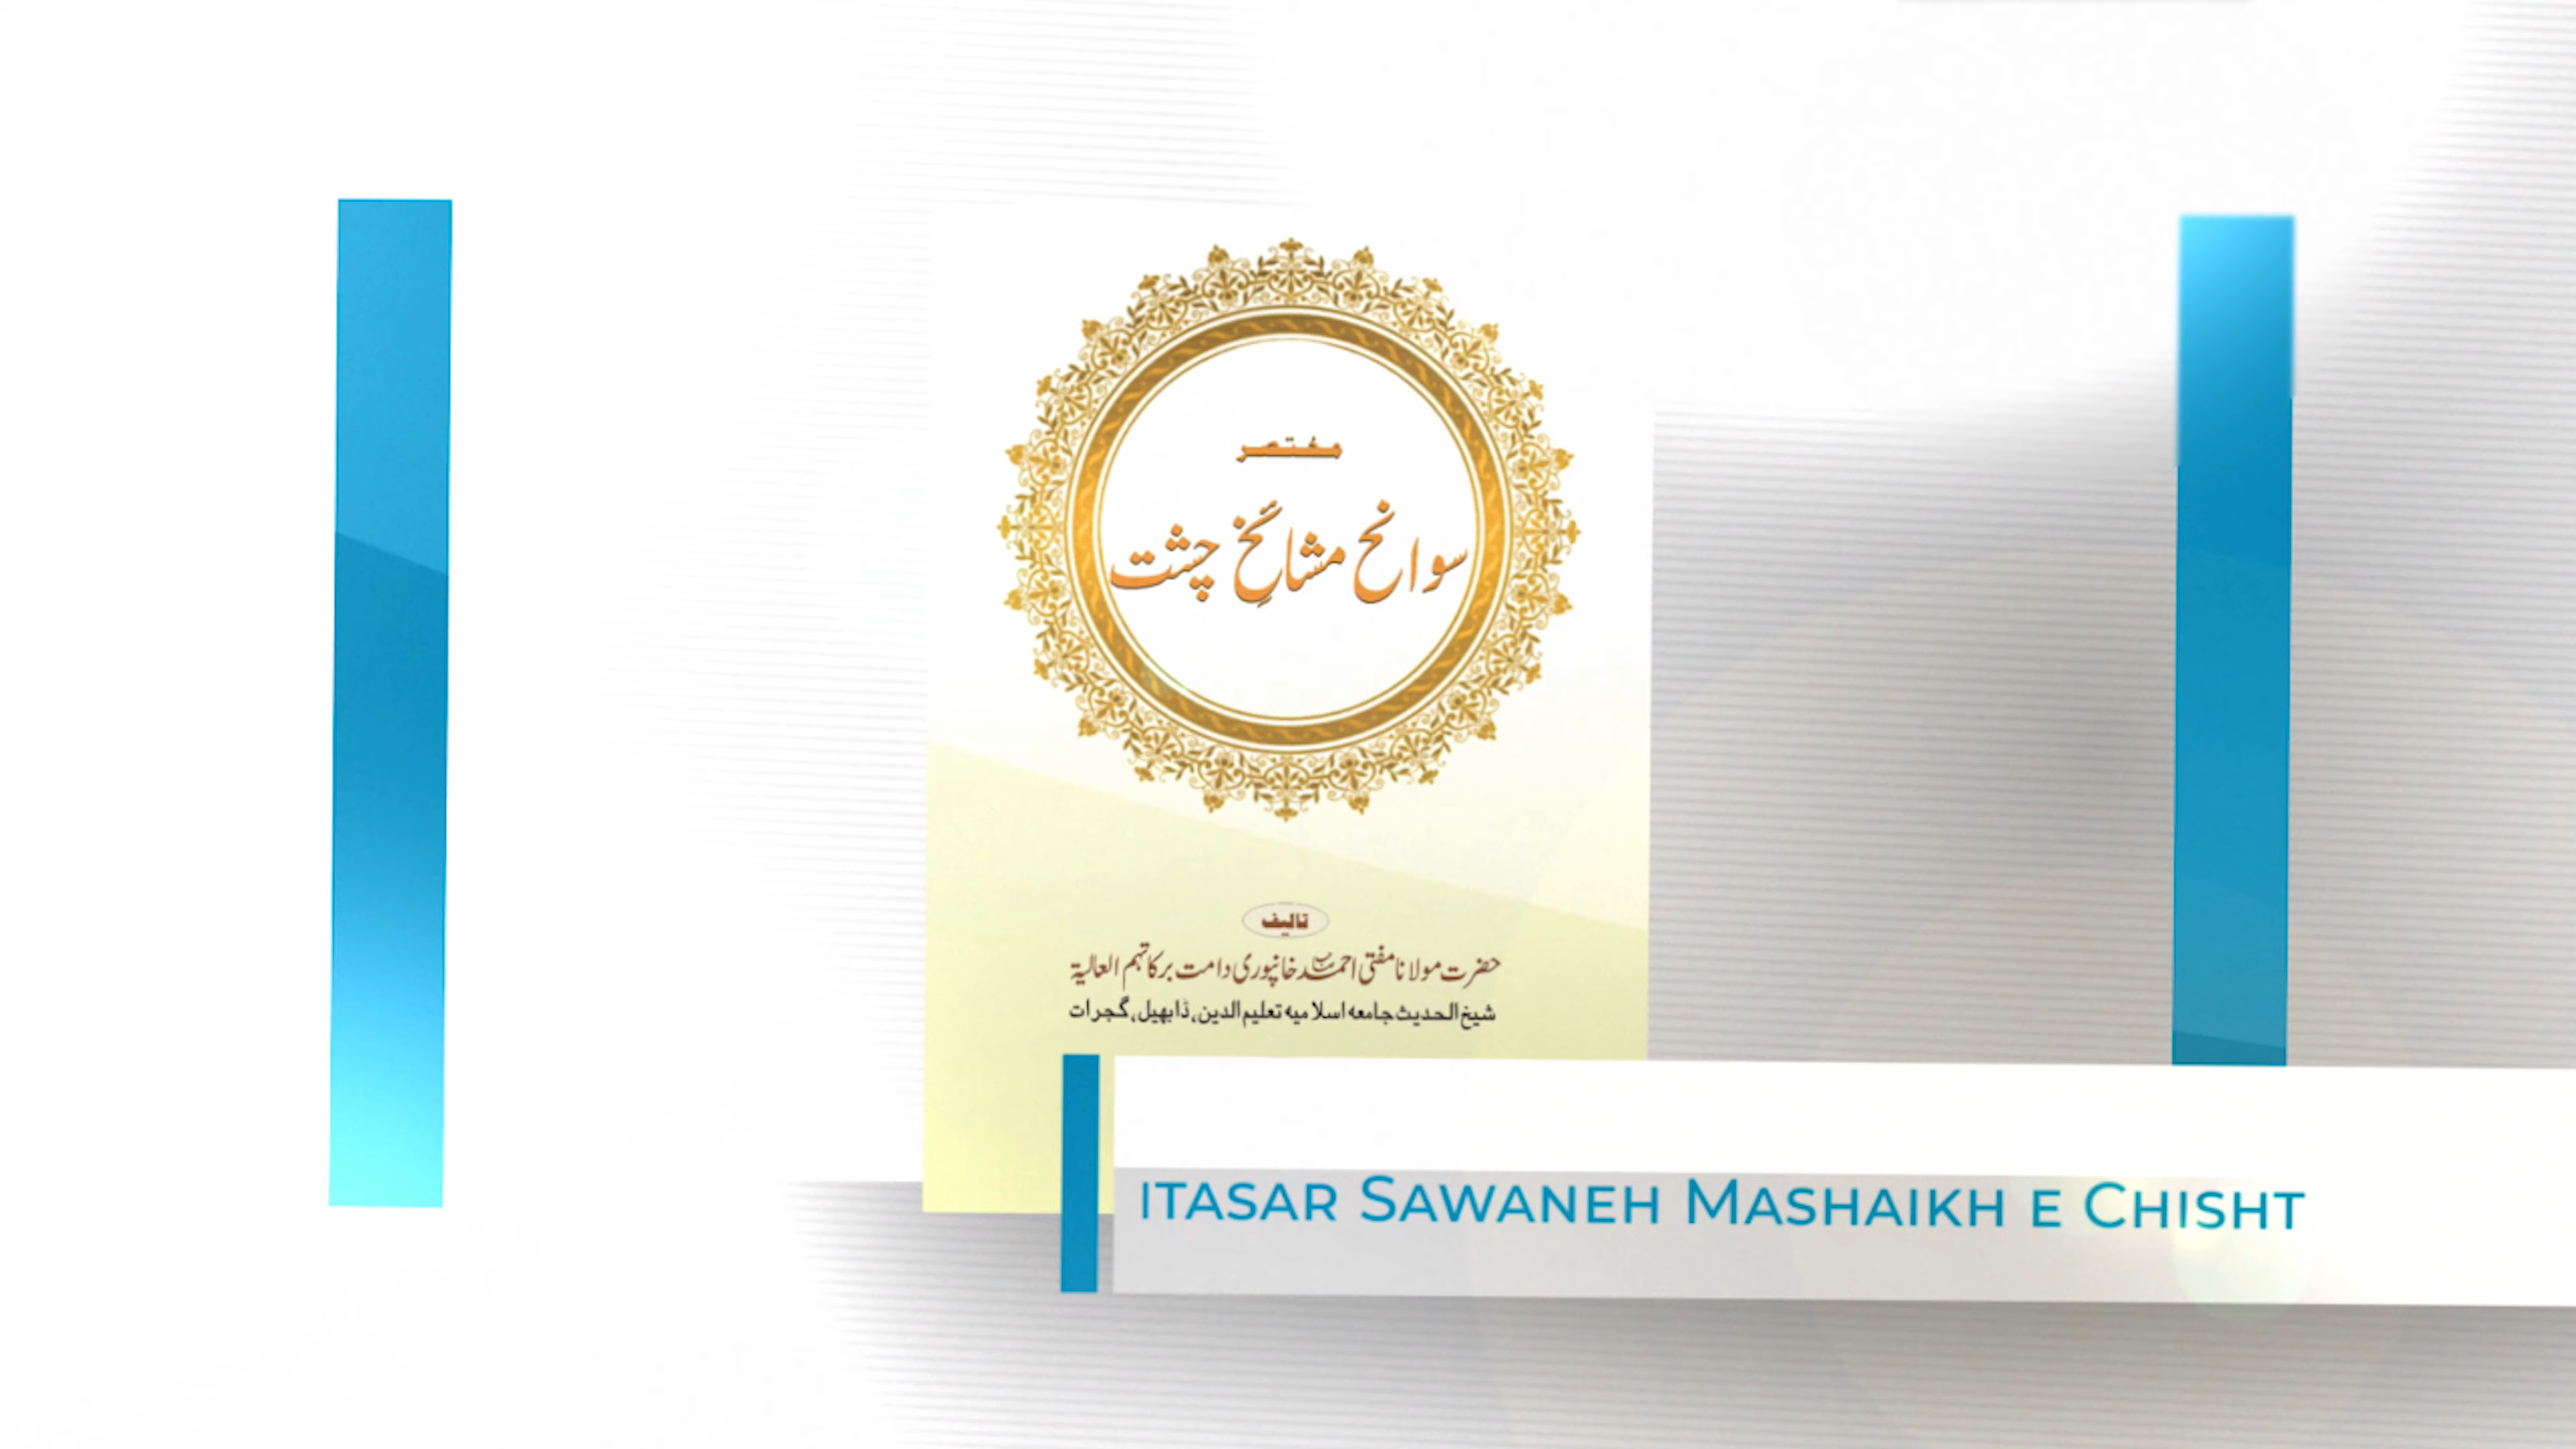 مختصر
سوانح مشائخِ چشت
تالیف
حضرت مولانا مفتی احمد خانپوری دامت برکاتہم العالیۃ
شیخ الحدیث جامعہ اسلامیہ تعلیم الدین، ڈابھیل، گجرات
ITASAR SAWANEH MASHAIKH E CHISHT